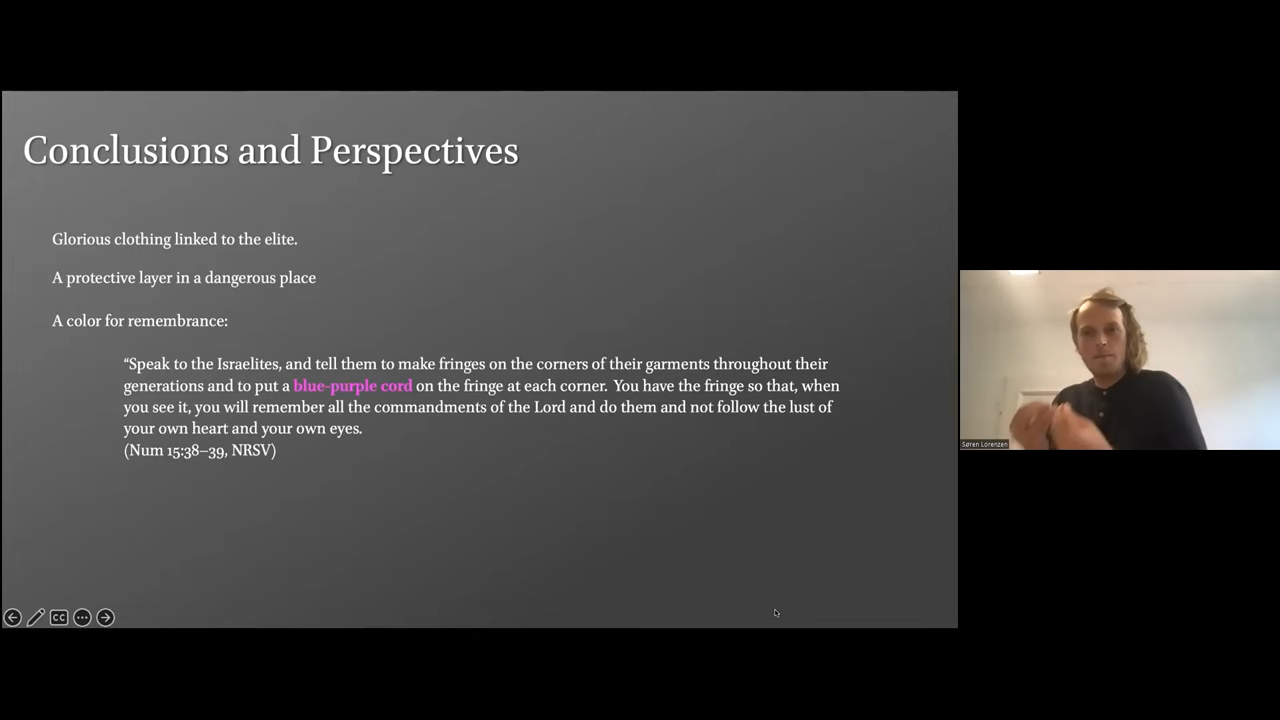 Conclusions and Perspectives
Glorious clothing linked to the elite.
A protective layer in a dangerous place
A color for remembrance:
“Speak to the Israelites, and tell them to make fringes on the corners of their garments throughout their
generations and to put a blue-purple cord on the fringe at each corner.  You have the fringe so that, when
you see it, you will remember all the commandments of the Lord and do them and not follow the lust of
your own heart and your own eyes.
(Num 15:38–39, NRSV)
CC
Søren Lorenzen